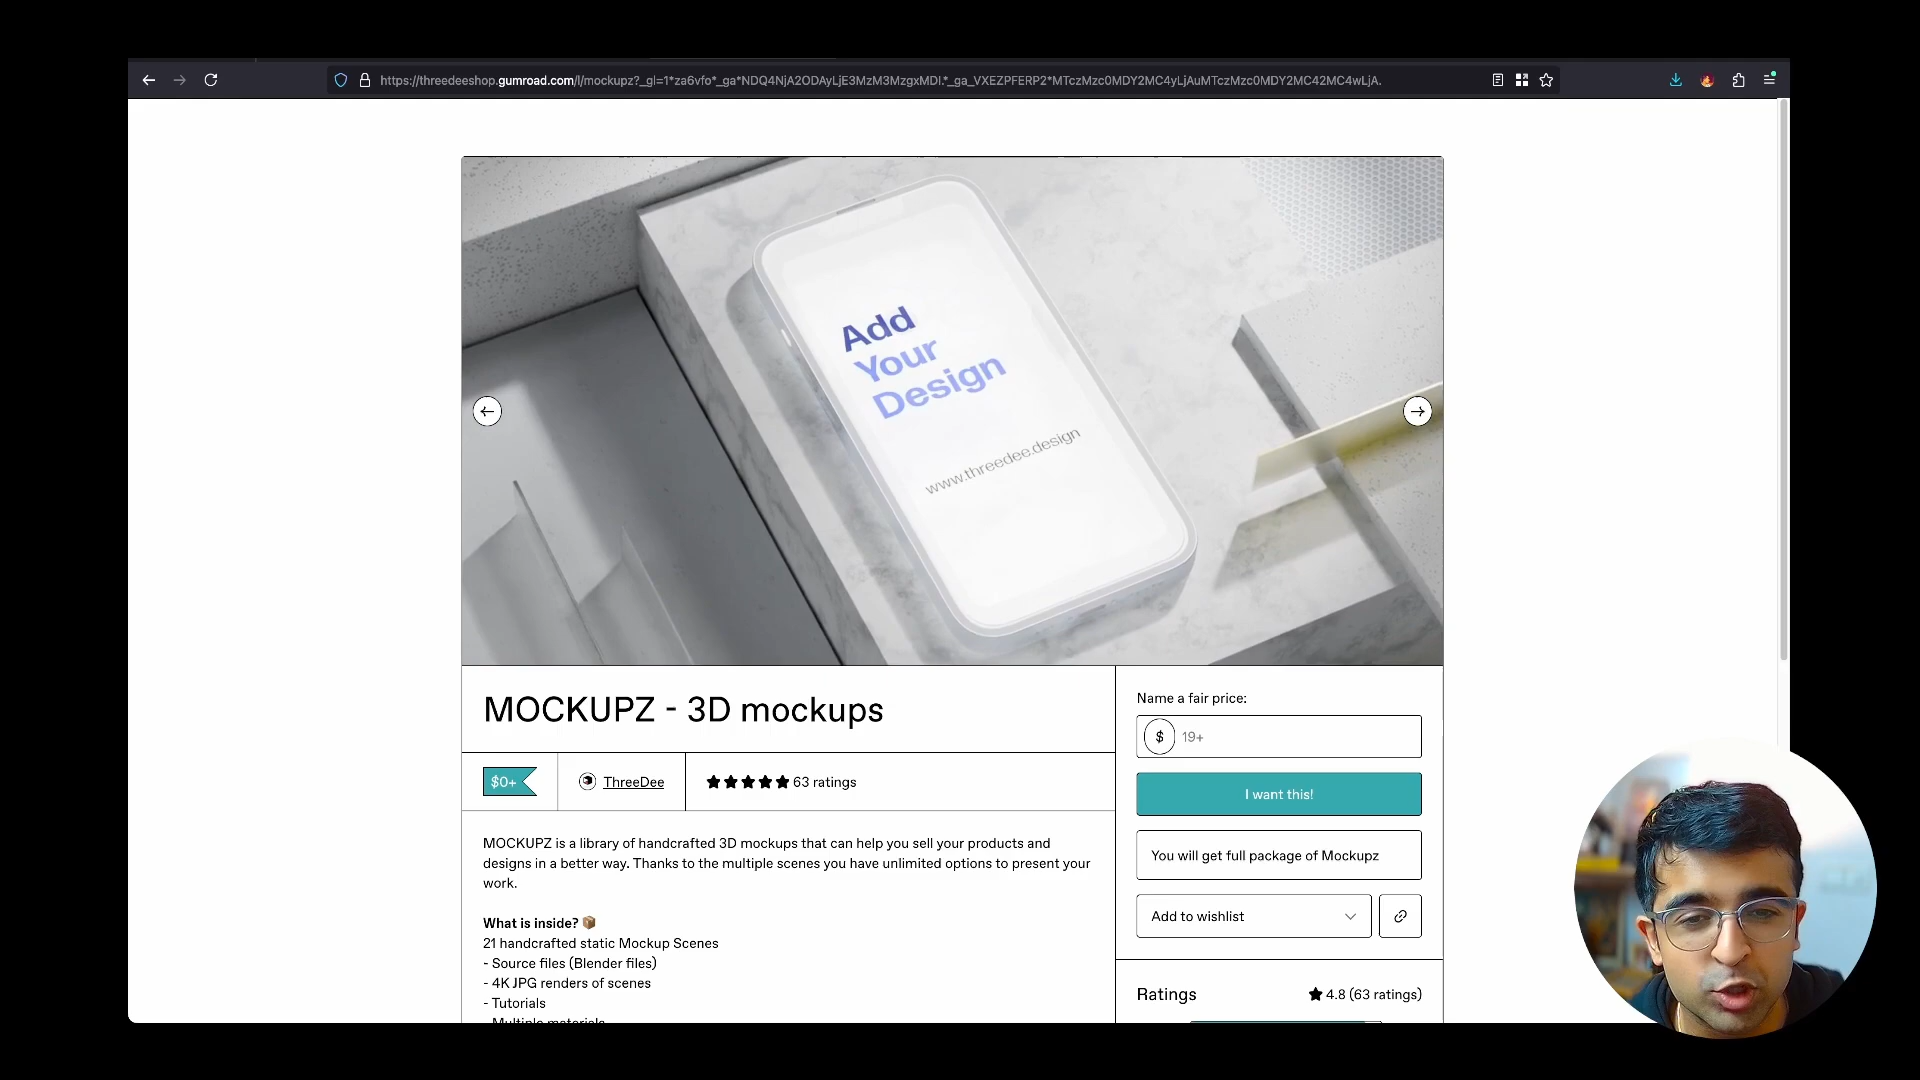 https://threedeeshop.gumroad.com/l/mockupz?_gl=1*za6vfo*_ga*NDQ4NjA2ODAyLjE3MzM3MzgxMDI.*_ga_VXEZPFERP2*MTczMzc0MDY2MC4yLjAuMTczMzc0MDY2MC42MC4wLjA.
Add
Your
Design
www.threedee.design
MOCKUPZ - 3D mockups
$0+
ThreeDee
63 ratings
MOCKUPZ is a library of handcrafted 3D mockups that can help you sell your products and
designs in a better way. Thanks to the multiple scenes you have unlimited options to present your
work.
What is inside? 📦
21 handcrafted static Mockup Scenes
- Source files (Blender files)
- 4K JPG renders of scenes
- Tutorials
- Multiple materials
Name a fair price:
$ 19+
I want this!
You will get full package of Mockupz
Add to wishlist
Ratings
4.8 (63 ratings)